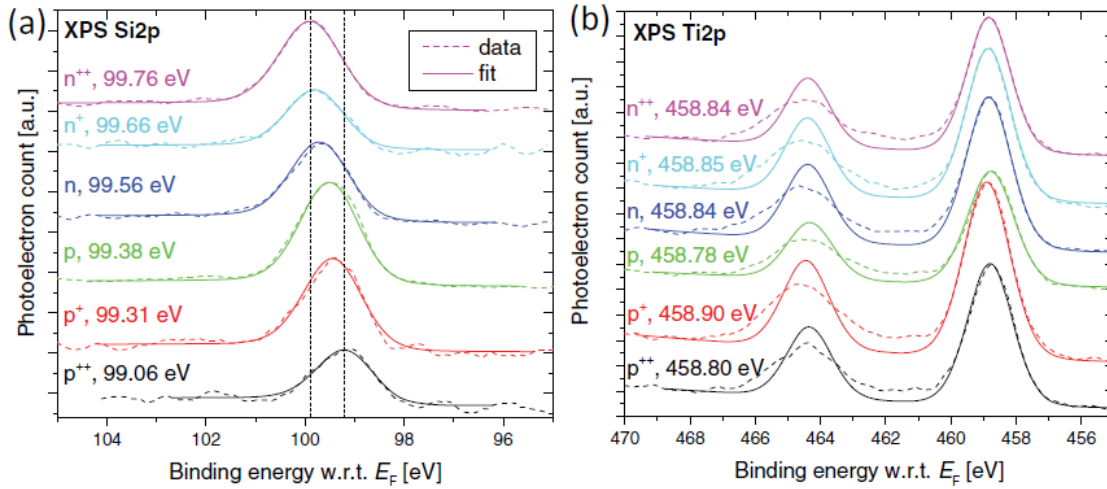 (a)
XPS Si2p
data
fit
n++, 99.76 eV
n+, 99.66 eV
n, 99.56 eV
p, 99.38 eV
p+, 99.31 eV
p++, 99.06 eV
Photoelectron count [a.u.]
104 102 100 98 96
Binding energy w.r.t. EF [eV]
(b)
XPS Ti2p
n++, 458.84 eV
n+, 458.85 eV
n, 458.84 eV
p, 458.78 eV
p+, 458.90 eV
p++, 458.80 eV
Photoelectron count [a.u.]
470 468 466 464 462 460 458 456
Binding energy w.r.t. EF [eV]